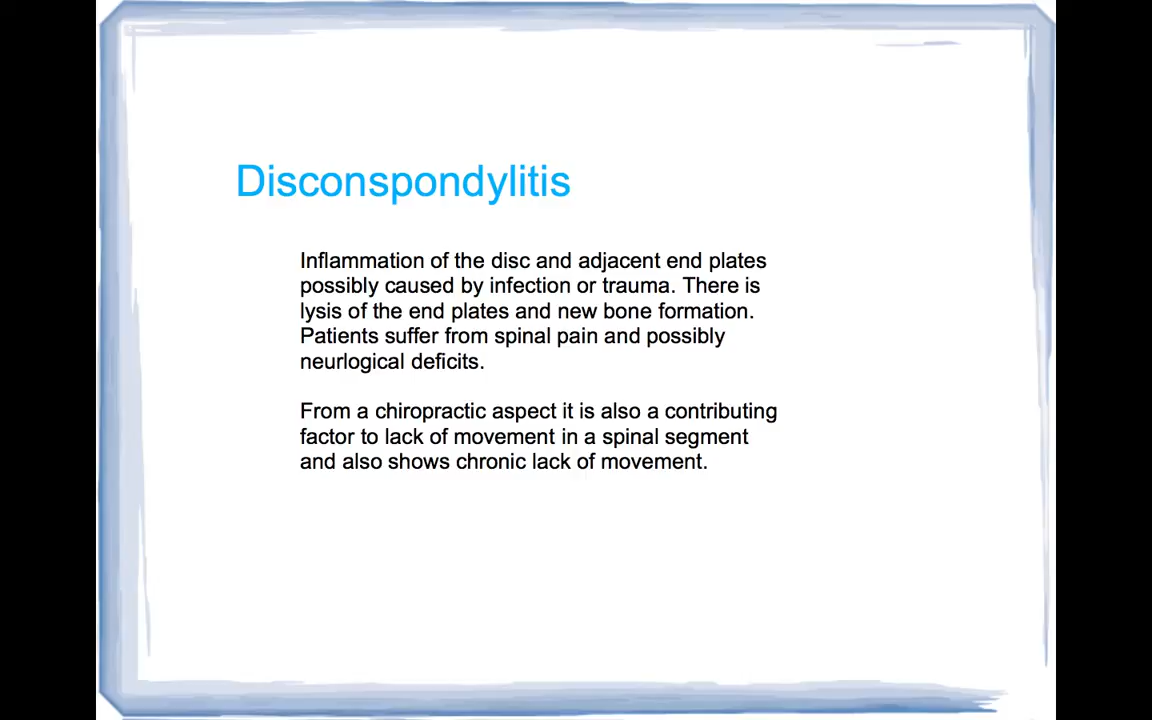 Disconspondylitis
Inflammation of the disc and adjacent end plates
possibly caused by infection or trauma. There is
lysis of the end plates and new bone formation.
Patients suffer from spinal pain and possibly
neurlogical deficits.
From a chiropractic aspect it is also a contributing
factor to lack of movement in a spinal segment
and also shows chronic lack of movement.